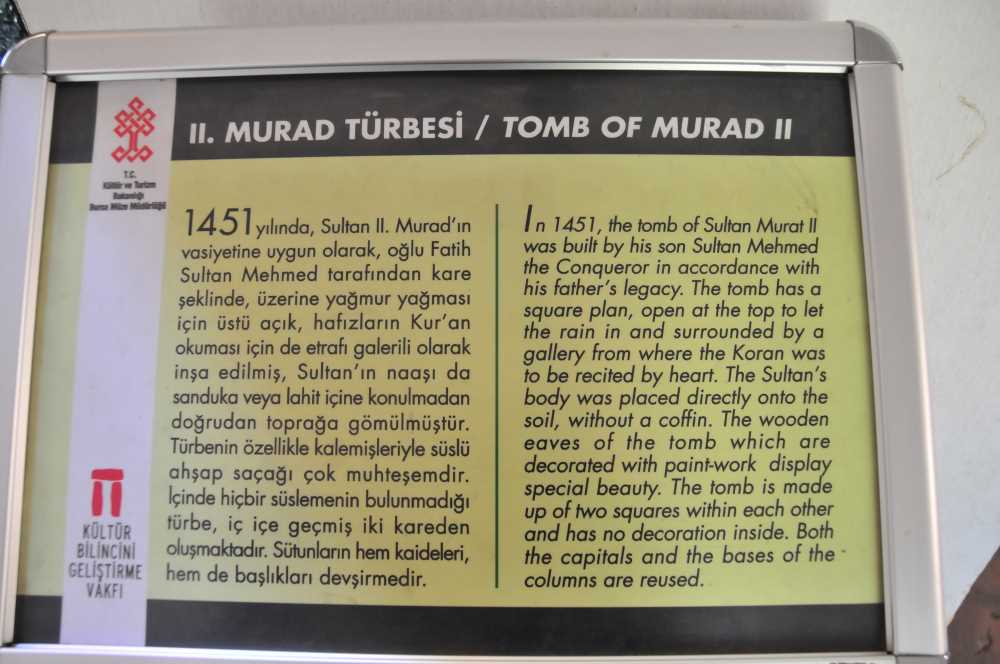 II. MURAD TÜRBESİ / TOMB OF MURAD II
T.C.
Kültür ve Turizm
Bakanlığı
Bursa Müze Müdürlüğü
1451 yılında, Sultan II. Murad'ın
vasiyetine uygun olarak, oğlu Fatih
Sultan Mehmed tarafından kare
şeklinde, üzerine yağmur yağması
için üstü açık, hafızların Kur'an
okuması için de etrafı galerili olarak
inşa edilmiş, Sultan'ın naaşı da
sanduka veya lahit içine konulmadan
doğrudan toprağa gömülmüştür.
Türbenin özellikle kalemişleriyle süslü
ahşap saçağı çok muhteşemdir.
İçinde hiçbir süslemenin bulunmadığı
türbe, iç içe geçmiş iki kareden
oluşmaktadır. Sütunların hem kaideleri,
hem de başlıkları devşirmedir.
In 1451, the tomb of Sultan Murat II
was built by his son Sultan Mehmed
the Conqueror in accordance with
his father's legacy. The tomb has a
square plan, open at the top to let
the rain in and surrounded by a
gallery from where the Koran was
to be recited by heart. The Sultan's
body was placed directly onto the
soil, without a coffin. The wooden
eaves of the tomb which are
decorated with paint-work display
special beauty. The tomb is made
up of two squares within each other
and has no decoration inside. Both
the capitals and the bases of the
columns are reused.
KÜLTÜR
BİLİNCİNİ
GELİŞTİRME
VAKFI